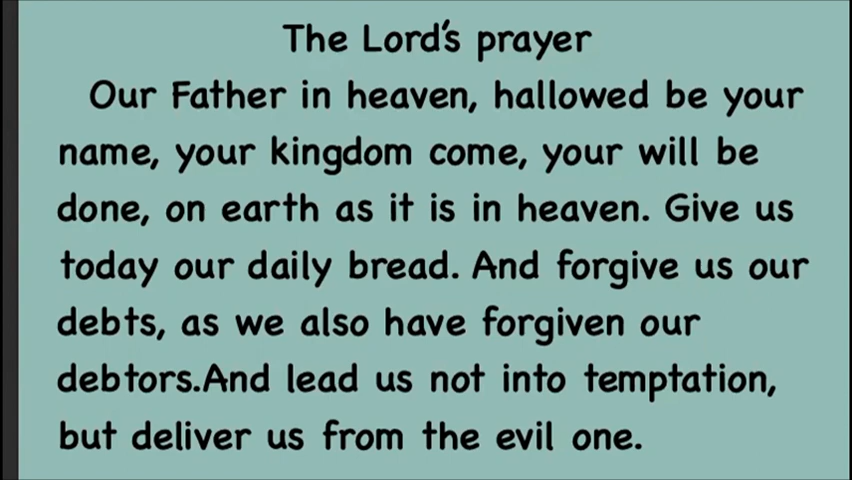 The Lord's prayer
Our Father in heaven, hallowed be your
name, your kingdom come, your will be
done, on earth as it is in heaven. Give us
today our daily bread. And forgive us our
debts, as we also have forgiven our
debtors.And lead us not into temptation,
but deliver us from the evil one.